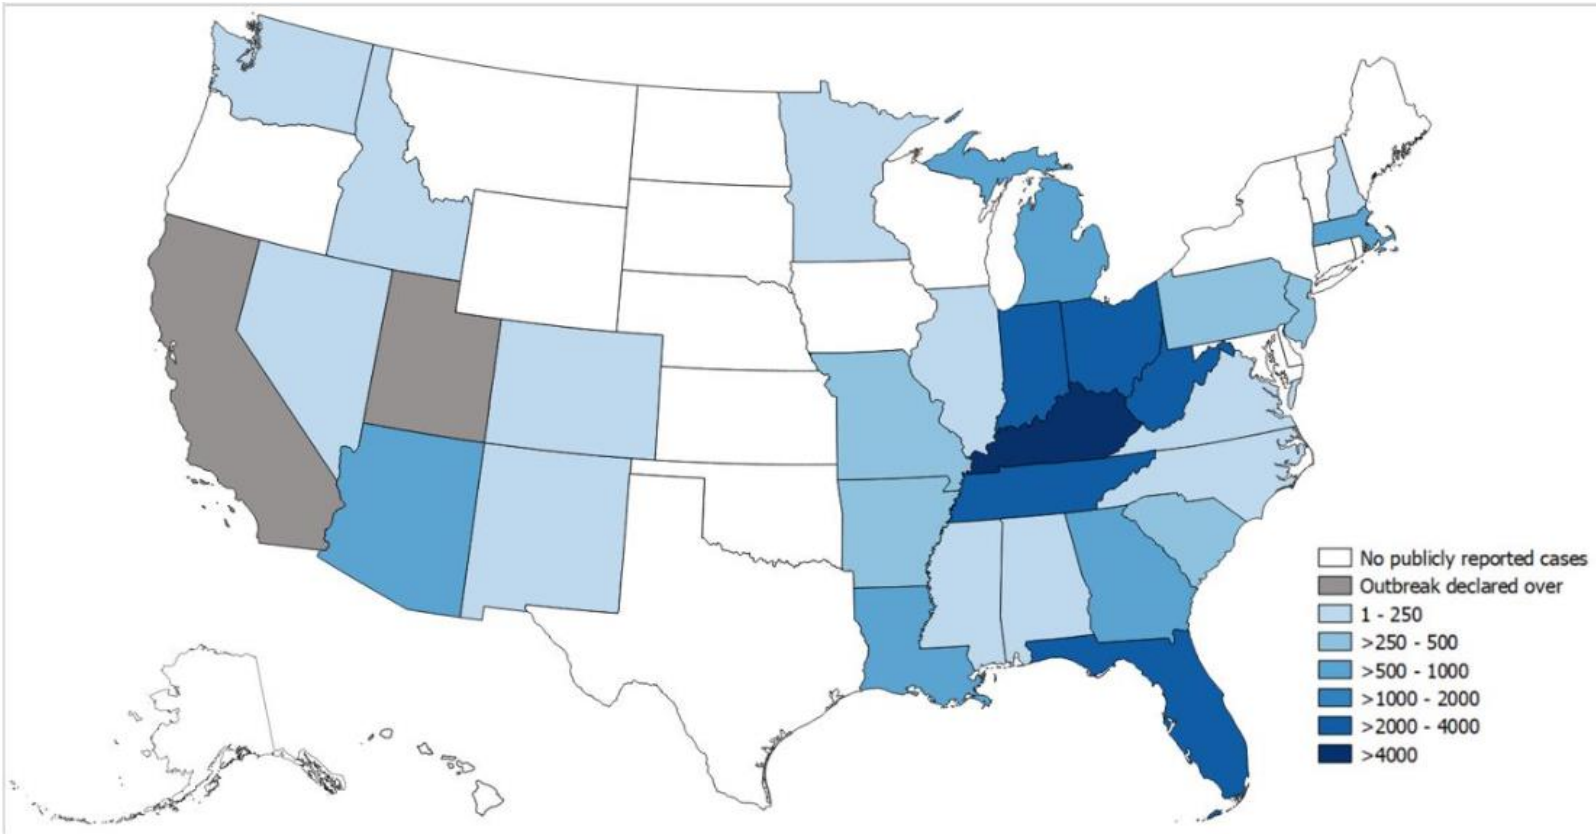 No publicly reported cases
Outbreak declared over
1 - 250
>250 - 500
>500 - 1000
>1000 - 2000
>2000 - 4000
>4000